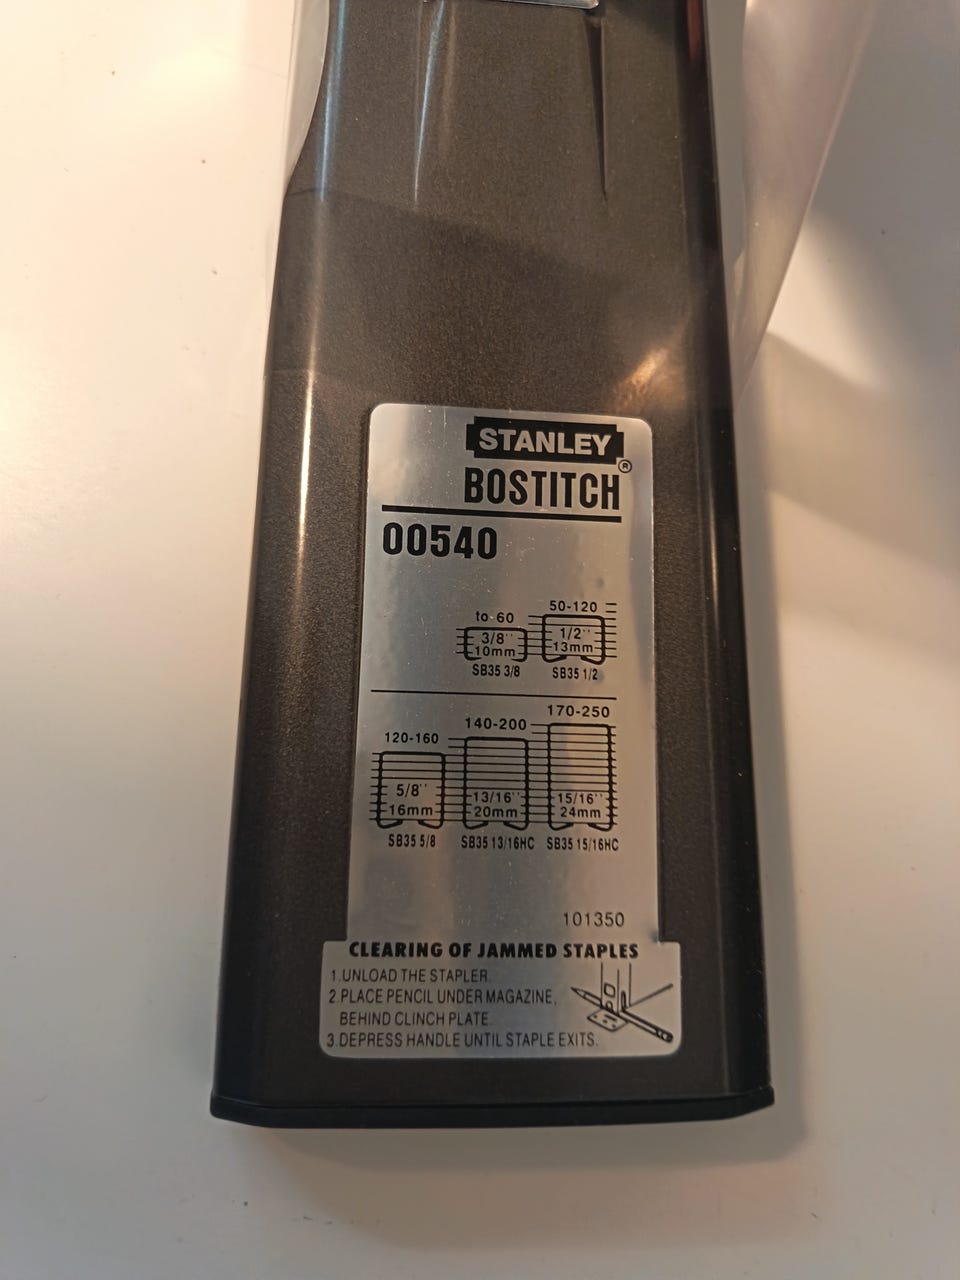 STANLEY
®
BOSTITCH
00540
to-60
50-120
3/8''
10mm
1/2''
13mm
SB35 3/8
SB35 1/2
120-160
140-200
170-250
5/8''
16mm
13/16''
20mm
15/16''
24mm
SB35 5/8
SB35 13/16HC
SB35 15/16HC
101350
CLEARING OF JAMMED STAPLES
1.UNLOAD THE STAPLER.
2.PLACE PENCIL UNDER MAGAZINE,
BEHIND CLINCH PLATE.
3.DEPRESS HANDLE UNTIL STAPLE EXITS.